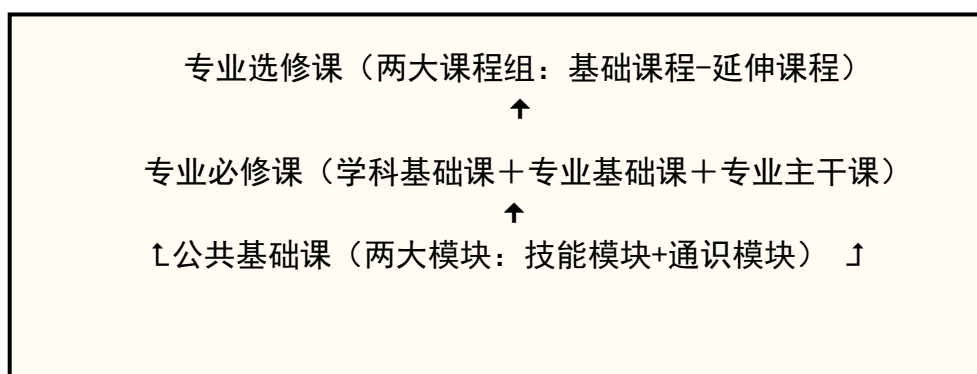 专业选修课（两大课程组：基础课程-延伸课程）
↑
专业必修课（学科基础课＋专业基础课＋专业主干课）
↑
↥公共基础课（两大模块：技能模块+通识模块） ↥